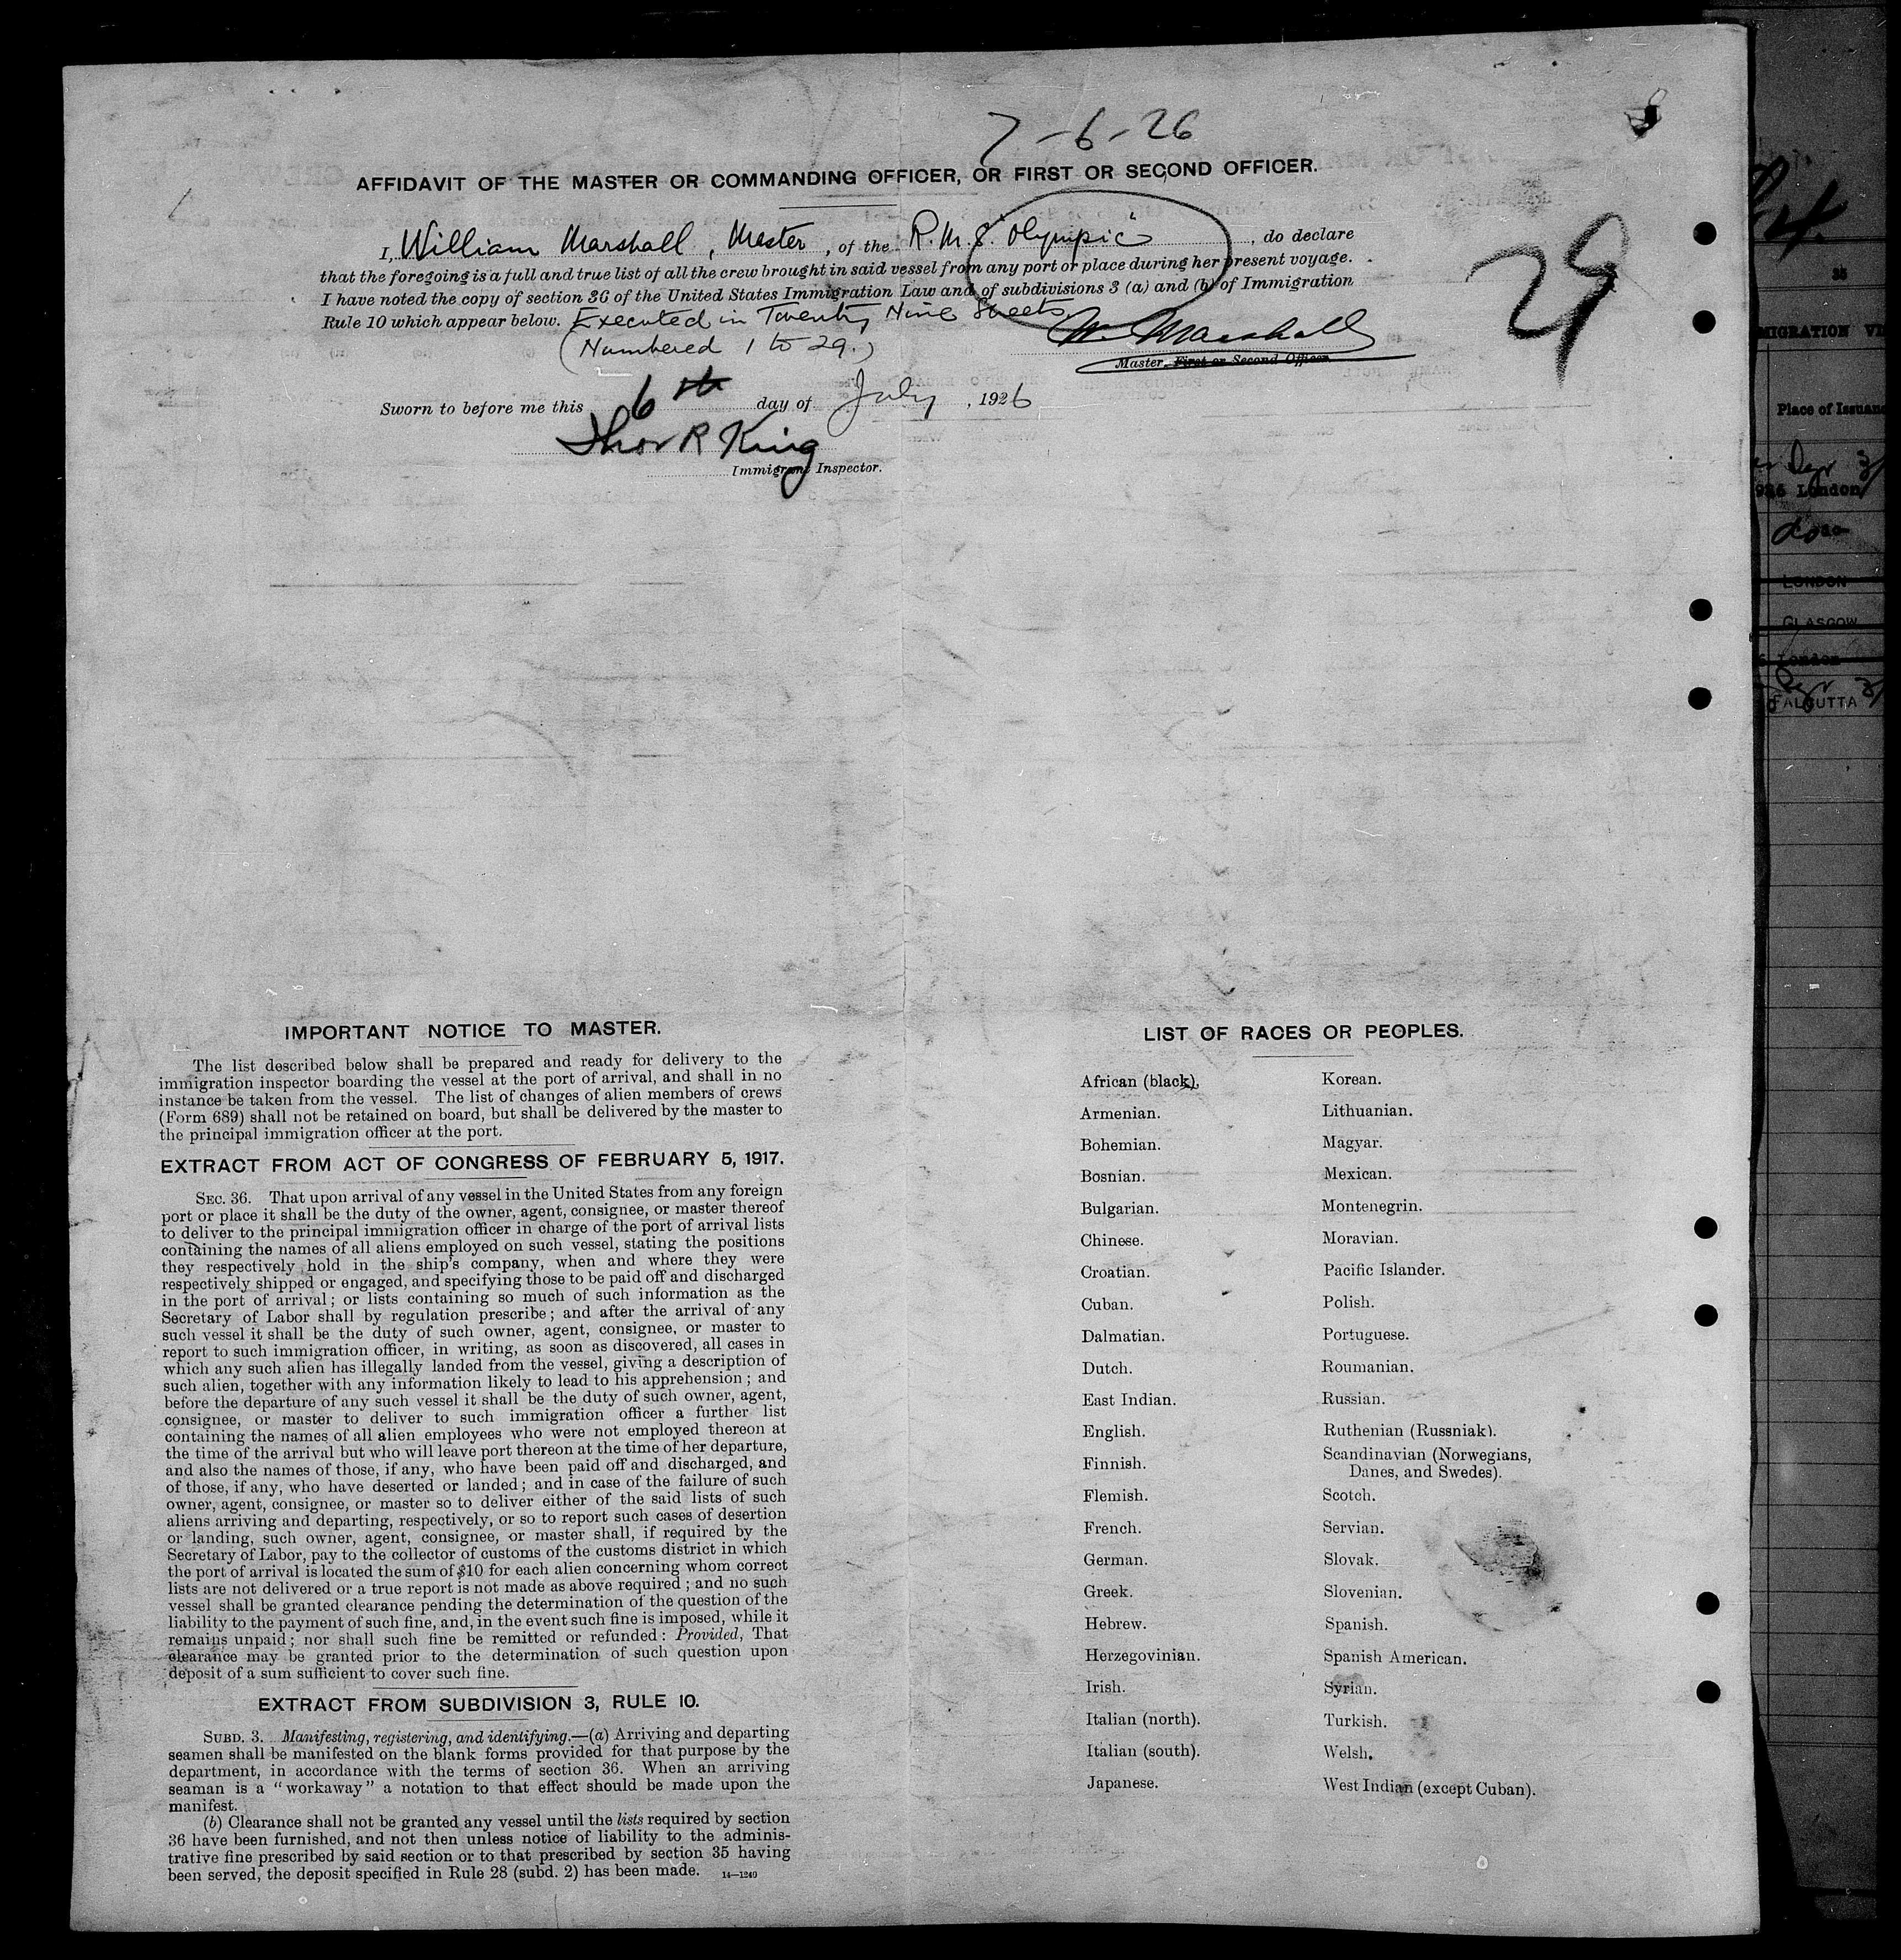 7-6-26
AFFIDAVIT OF THE MASTER OR COMMANDING OFFICER, OR FIRST OR SECOND OFFICER.
I, William Marshall, Master, of the R.M.S. "Olympic", do declare
that the foregoing is a full and true list of all the crew brought in said vessel from any port or place during her present voyage.
I have noted the copy of section 36 of the United States Immigration Law and of subdivisions 3 (a) and (b) of Immigration
Rule 10 which appear below. Executed in Twenty Nine Sheets
(Numbered 1 to 29.)
W. Marshall
Master, First or Second Officer.
29
Sworn to before me this 6th day of July, 1926
R King
Immigrant Inspector.
IMPORTANT NOTICE TO MASTER.
The list described below shall be prepared and ready for delivery to the
immigration inspector boarding the vessel at the port of arrival, and shall in no
instance be taken from the vessel. The list of changes of alien members of crews
(Form 689) shall not be retained on board, but shall be delivered by the master to
the principal immigration officer at the port.
EXTRACT FROM ACT OF CONGRESS OF FEBRUARY 5, 1917.
SEC. 36. That upon arrival of any vessel in the United States from any foreign
port or place it shall be the duty of the owner, agent, consignee, or master thereof
to deliver to the principal immigration officer in charge of the port of arrival lists
containing the names of all aliens employed on such vessel, stating the positions
they respectively hold in the ship's company, when and where they were
respectively shipped or engaged, and specifying those to be paid off and discharged
in the port of arrival; or lists containing so much of such information as the
Secretary of Labor shall by regulation prescribe; and after the arrival of any
such vessel it shall be the duty of such owner, agent, consignee, or master to
report to such immigration officer, in writing, as soon as discovered, all cases in
which any such alien has illegally landed from the vessel, giving a description of
such alien, together with any information likely to lead to his apprehension; and
before the departure of any such vessel it shall be the duty of such owner, agent,
consignee, or master to deliver to such immigration officer a further list
containing the names of all alien employees who were not employed thereon at
the time of the arrival but who will leave port thereon at the time of her departure,
and also the names of those, if any, who have been paid off and discharged, and
of those, if any, who have deserted or landed; and in case of the failure of such
owner, agent, consignee, or master so to deliver either of the said lists of such
aliens arriving and departing, respectively, or so to report such cases of desertion
or landing, such owner, agent, consignee, or master shall, if required by the
Secretary of Labor, pay to the collector of customs of the customs district in which
the port of arrival is located the sum of $10 for each alien concerning whom correct
lists are not delivered or a true report is not made as above required; and no such
vessel shall be granted clearance pending the determination of the question of the
liability to the payment of such fine, and, in the event such fine is imposed, while it
remains unpaid; nor shall such fine be remitted or refunded: Provided, That
clearance may be granted prior to the determination of such question upon
deposit of a sum sufficient to cover such fine.
EXTRACT FROM SUBDIVISION 3, RULE 10.
SUBD. 3. Manifesting, registering, and identifying.—(a) Arriving and departing
seamen shall be manifested on the blank forms provided for that purpose by the
department, in accordance with the terms of section 36. When an arriving
seaman is a "workaway" a notation to that effect should be made upon the
manifest.
(b) Clearance shall not be granted any vessel until the lists required by section
36 have been furnished, and not then unless notice of liability to the adminis-
trative fine prescribed by said section or to that prescribed by section 35 having
been served, the deposit specified in Rule 28 (subd. 2) has been made. 14—1240
LIST OF RACES OR PEOPLES.
African (black).
Armenian.
Bohemian.
Bosnian.
Bulgarian.
Chinese.
Croatian.
Cuban.
Dalmatian.
Dutch.
East Indian.
English.
Finnish.
Flemish.
French.
German.
Greek.
Hebrew.
Herzegovinian.
Irish.
Italian (north).
Italian (south).
Japanese.
Korean.
Lithuanian.
Magyar.
Mexican.
Montenegrin.
Moravian.
Pacific Islander.
Polish.
Portuguese.
Roumanian.
Russian.
Ruthenian (Russniak).
Scandinavian (Norwegians,
Danes, and Swedes).
Scotch.
Servian.
Slovak.
Slovenian.
Spanish.
Spanish American.
Syrian.
Turkish.
Welsh.
West Indian (except Cuban).
35
Place of
London
do
LONDON
GLASGOW
London